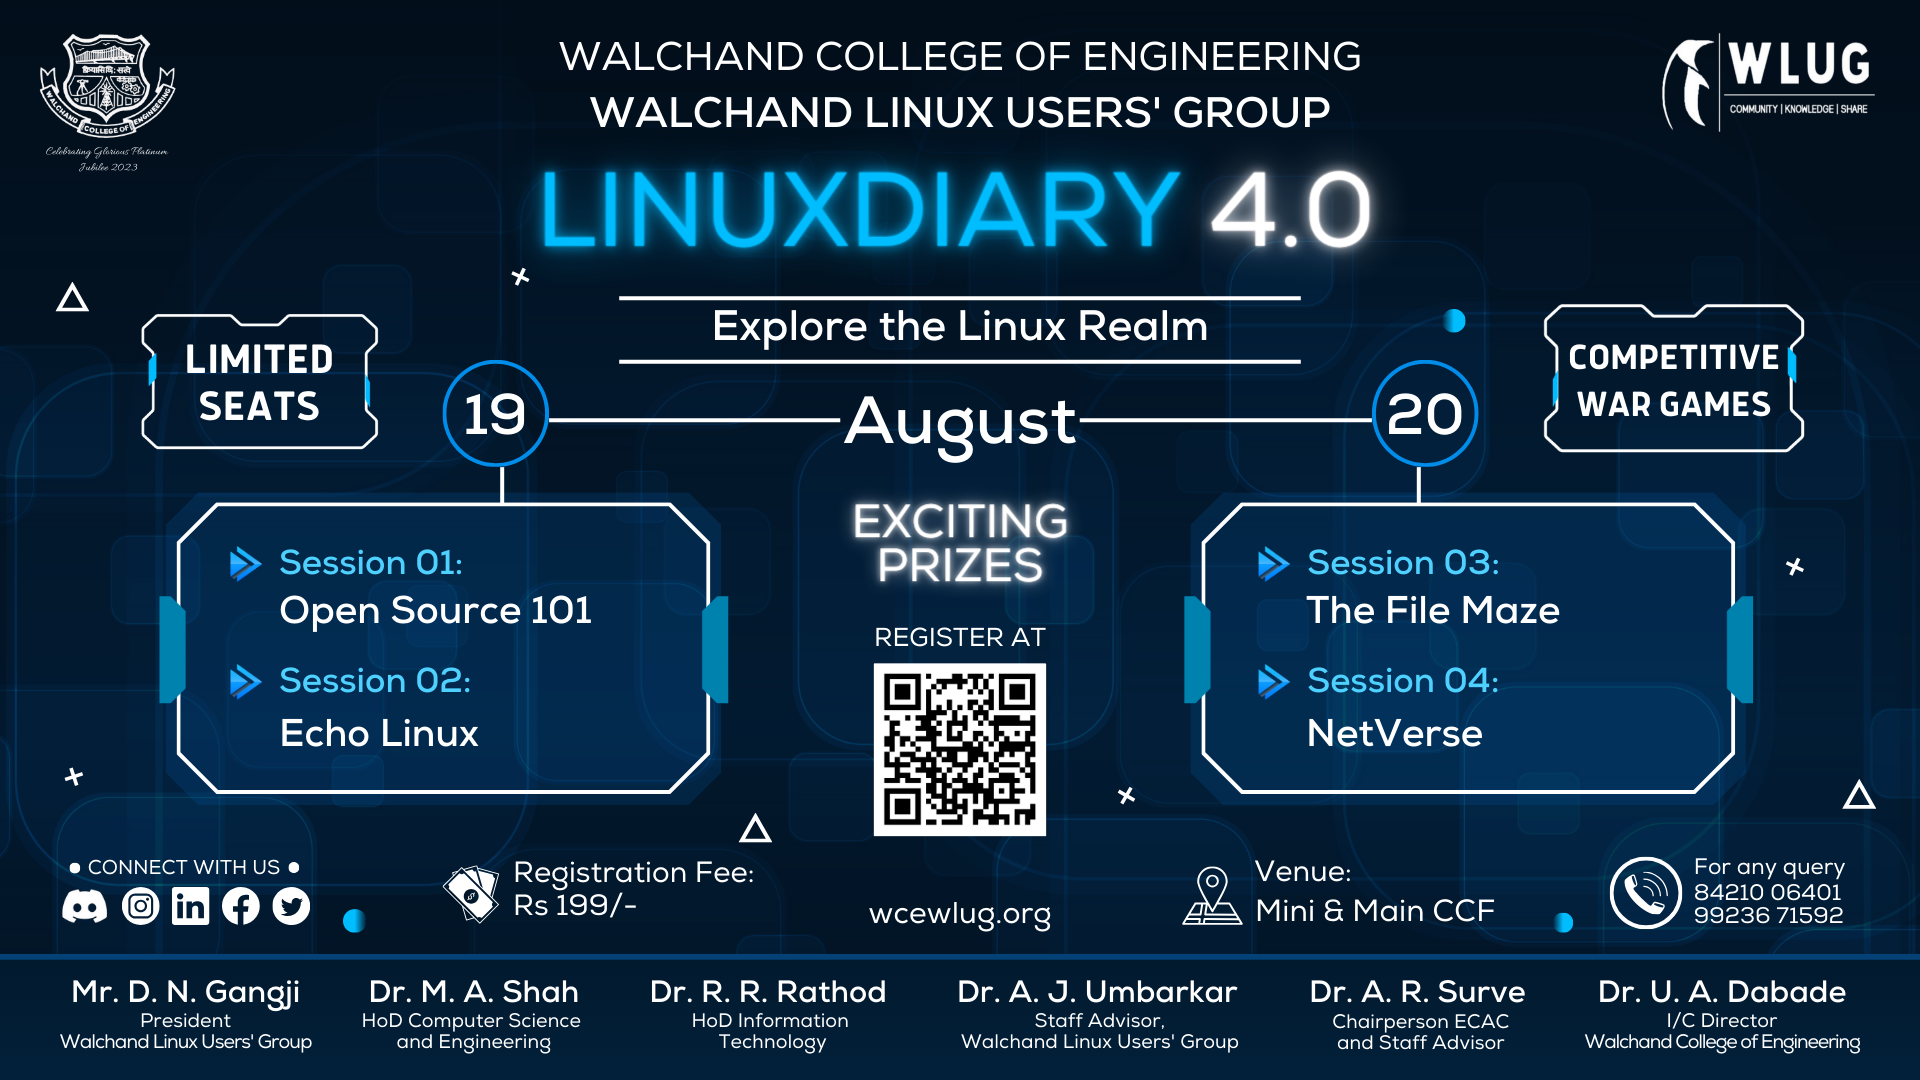 WALCHAND COLLEGE OF ENGINEERING
WALCHAND LINUX USERS' GROUP
WALCHAND COLLEGE OF ENGINEERING
Celebrating Glorious Platinum
Jubilee 2023
WLUG
COMMUNITY | KNOWLEDGE | SHARE
LINUXDIARY 4.0
Explore the Linux Realm
LIMITED
SEATS
COMPETITIVE
WAR GAMES
19
August
20
Session 01:
Open Source 101
Session 02:
Echo Linux
EXCITING
PRIZES
REGISTER AT
Session 03:
The File Maze
Session 04:
NetVerse
• CONNECT WITH US •
Registration Fee:
Rs 199/-
wcewlug.org
Venue:
Mini & Main CCF
For any query
84210 06401
99236 71592
Mr. D. N. Gangji
President
Walchand Linux Users' Group
Dr. M. A. Shah
HoD Computer Science
and Engineering
Dr. R. R. Rathod
HoD Information
Technology
Dr. A. J. Umbarkar
Staff Advisor,
Walchand Linux Users' Group
Dr. A. R. Surve
Chairperson ECAC
and Staff Advisor
Dr. U. A. Dabade
I/C Director
Walchand College of Engineering